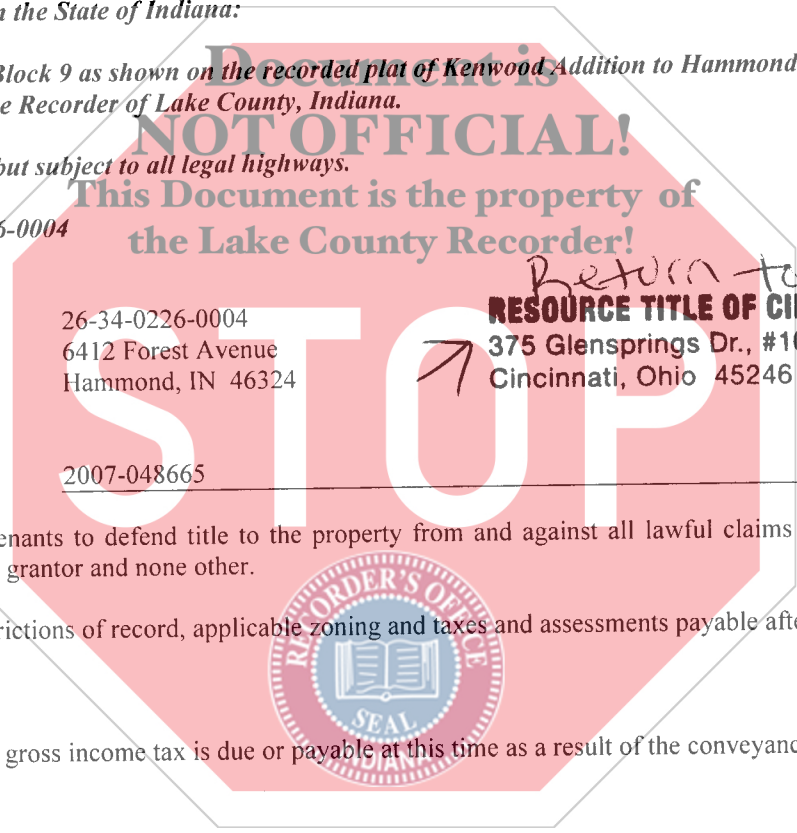 n the State of Indiana:
Document is
Block 9 as shown on the recorded plat of Kenwood Addition to Hammond
e Recorder of Lake County, Indiana.
NOT OFFICIAL!
but subject to all legal highways.
This Document is the property of
6-0004
the Lake County Recorder!
Return to
26-34-0226-0004
RESOURCE TITLE OF CI
6412 Forest Avenue
375 Glensprings Dr., #10
Hammond, IN 46324
Cincinnati, Ohio 45246
STOP
2007-048665
enants to defend title to the property from and against all lawful claims
grantor and none other.
RECORDER'S OFFICE
rictions of record, applicable zoning and taxes and assessments payable afte
SEAL
INDIANA
gross income tax is due or payable at this time as a result of the conveyanc